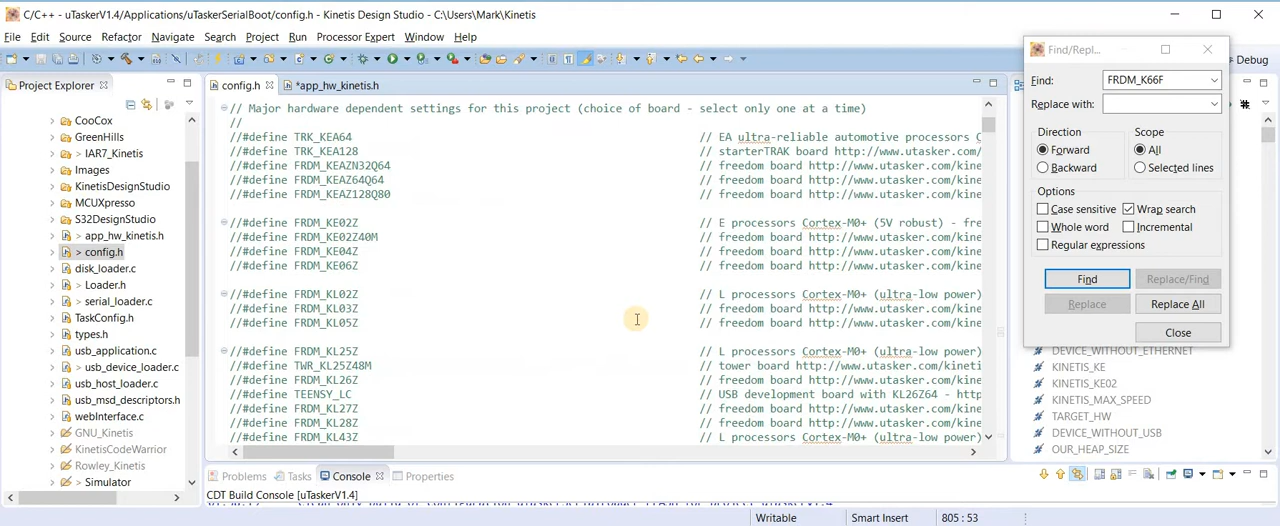 C/C++ - uTaskerV1.4/Applications/uTaskerSerialBoot/config.h - Kinetis Design Studio - C:\Users\Mark\Kinetis
File Edit Source Refactor Navigate Search Project Run Processor Expert Window Help
Debug
Project Explorer
CooCox
GreenHills
> IAR7_Kinetis
Images
KinetisDesignStudio
MCUXpresso
S32DesignStudio
> app_hw_kinetis.h
> config.h
disk_loader.c
> Loader.h
> serial_loader.c
TaskConfig.h
types.h
usb_application.c
> usb_device_loader.c
usb_host_loader.c
usb_msd_descriptors.h
webInterface.c
GNU_Kinetis
KinetisCodeWarrior
Rowley_Kinetis
> Simulator
config.h *app_hw_kinetis.h
// Major hardware dependent settings for this project (choice of board - select only one at a time)
//
//#define TRK_KEA64 // EA ultra-reliable automotive processors C
//#define TRK_KEA128 // starterTRAK board http://www.utasker.com/
//#define FRDM_KEAZN32Q64 // freedom board http://www.utasker.com/kine
//#define FRDM_KEAZ64Q64 // freedom board http://www.utasker.com/kine
//#define FRDM_KEAZ128Q80 // freedom board http://www.utasker.com/kine
//#define FRDM_KE02Z // E processors Cortex-M0+ (5V robust) - fre
//#define FRDM_KE02Z40M // freedom board http://www.utasker.com/kine
//#define FRDM_KE04Z // freedom board http://www.utasker.com/kine
//#define FRDM_KE06Z // freedom board http://www.utasker.com/kine
//#define FRDM_KL02Z // L processors Cortex-M0+ (ultra-low power)
//#define FRDM_KL03Z // freedom board http://www.utasker.com/kine
//#define FRDM_KL05Z // freedom board http://www.utasker.com/kine
//#define FRDM_KL25Z // L processors Cortex-M0+ (ultra-low power)
//#define TWR_KL25Z48M // tower board http://www.utasker.com/kineti
//#define FRDM_KL26Z // freedom board http://www.utasker.com/kine
//#define TEENSY_LC // USB development board with KL26Z64 - http
//#define FRDM_KL27Z // freedom board http://www.utasker.com/kine
//#define FRDM_KL28Z // freedom board http://www.utasker.com/kine
//#define FRDM_KL43Z // L processors Cortex-M0+ (ultra-low power)
Find/Repl...
Find: FRDM_K66F
Replace with:
Direction Scope
Forward All
Backward Selected lines
Options
Case sensitive Wrap search
Whole word Incremental
Regular expressions
Find Replace/Find
Replace Replace All
Close
DEVICE_WITHOUT_ETHERNET
KINETIS_KE
KINETIS_KE02
KINETIS_MAX_SPEED
TARGET_HW
DEVICE_WITHOUT_USB
OUR_HEAP_SIZE
Problems Tasks Console Properties
CDT Build Console [uTaskerV1.4]
Writable Smart Insert 805 : 53